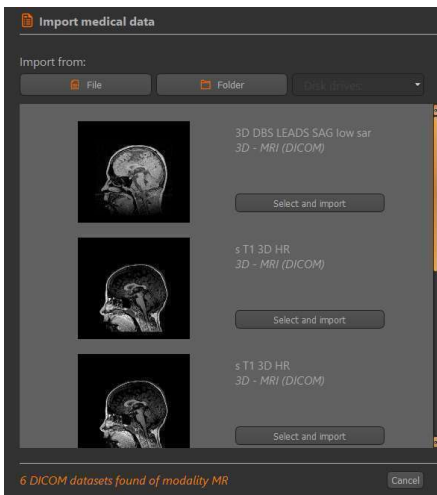 Import medical data
Import from:
File
Folder
Disk drives
3D DBS LEADS SAG low sar
3D - MRI (DICOM)
Select and import
s T1 3D HR
3D - MRI (DICOM)
Select and import
s T1 3D HR
3D - MRI (DICOM)
Select and import
6 DICOM datasets found of modality MR
Cancel